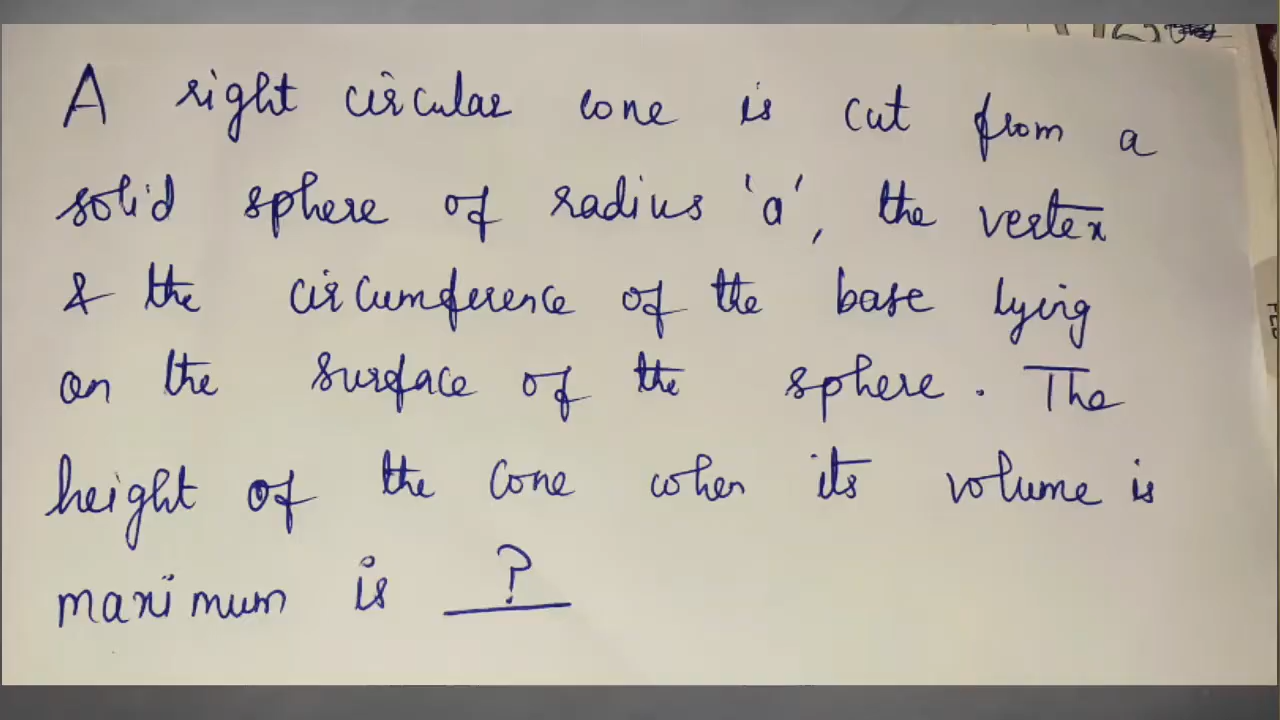 A right circular cone is cut from a
solid sphere of radius 'a', the vertex
& the circumference of the base lying
on the surface of the sphere. The
height of the cone when its volume is
maximum is ?